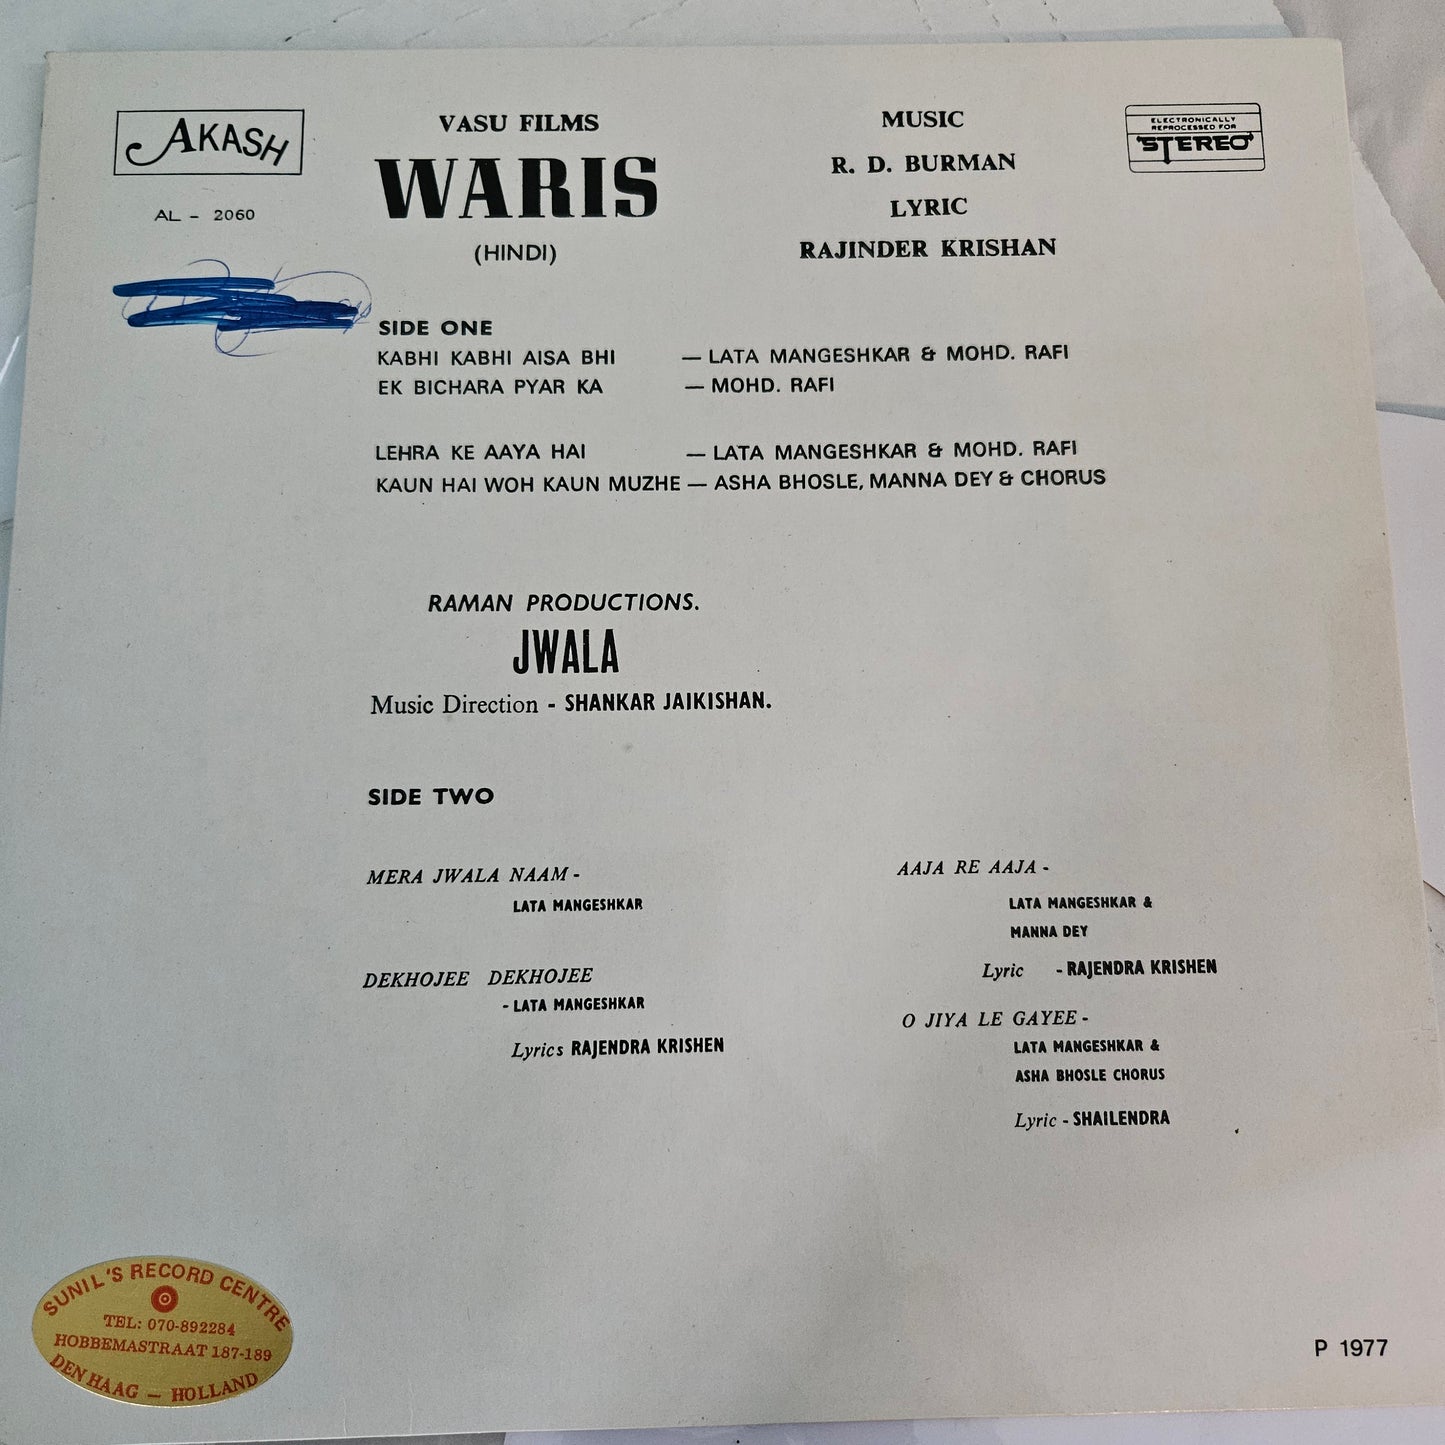 AKASH
AL - 2060
VASU FILMS
WARIS
(HINDI)
MUSIC
R. D. BURMAN
LYRIC
RAJINDER KRISHAN
ELECTRONICALLY
REPROCESSED FOR
STEREO
SIDE ONE
KABHI KABHI AISA BHI — LATA MANGESHKAR & MOHD. RAFI
EK BICHARA PYAR KA — MOHD. RAFI
LEHRA KE AAYA HAI — LATA MANGESHKAR & MOHD. RAFI
KAUN HAI WOH KAUN MUZHE — ASHA BHOSLE, MANNA DEY & CHORUS
RAMAN PRODUCTIONS.
JWALA
Music Direction - SHANKAR JAIKISHAN.
SIDE TWO
MERA JWALA NAAM -
LATA MANGESHKAR
DEKHOJEE DEKHOJEE
- LATA MANGESHKAR
Lyrics RAJENDRA KRISHEN
AAJA RE AAJA -
LATA MANGESHKAR &
MANNA DEY
Lyric - RAJENDRA KRISHEN
O JIYA LE GAYEE -
LATA MANGESHKAR &
ASHA BHOSLE CHORUS
Lyric - SHAILENDRA
SUNIL'S RECORD CENTRE
TEL: 070-892284
HOBBEMASTRAAT 187-189
DEN HAAG — HOLLAND
P 1977